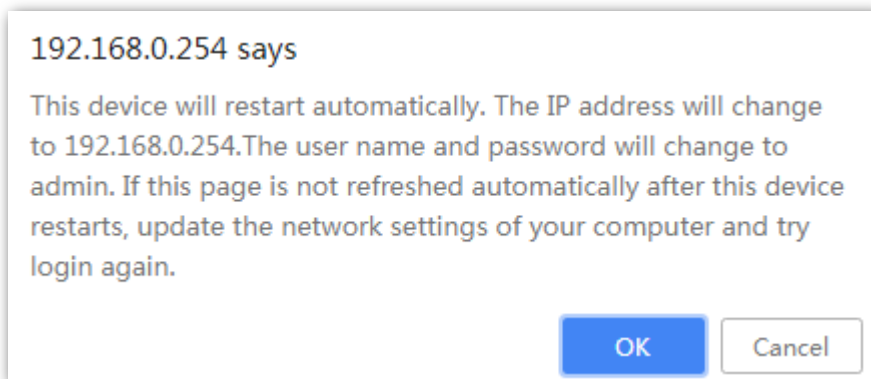 192.168.0.254 says
This device will restart automatically. The IP address will change
to 192.168.0.254.The user name and password will change to
admin. If this page is not refreshed automatically after this device
restarts, update the network settings of your computer and try
login again.
OK
Cancel